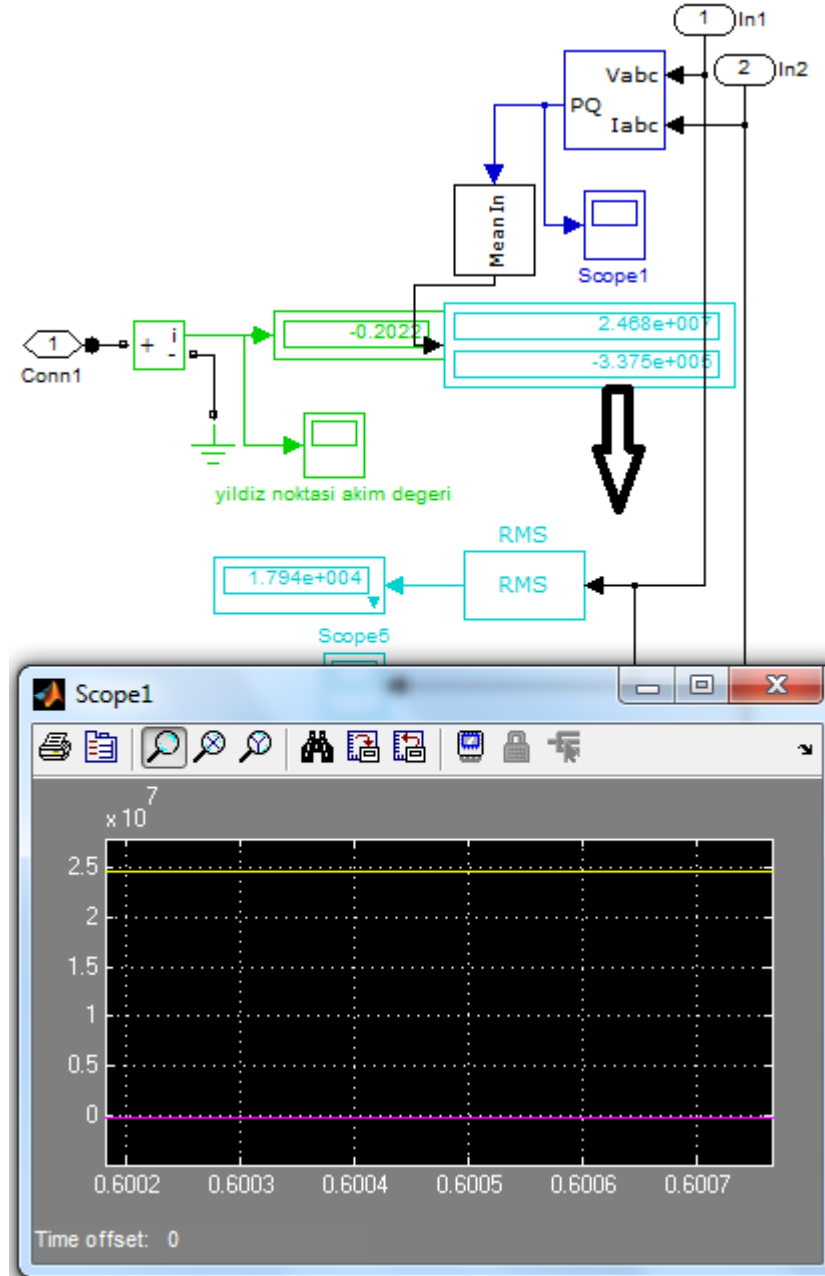 1 In1
2 In2
Vabc
PQ
Iabc
MeanIn
Scope1
-0.2022
2.468e+007
-3.375e+005
1
+ i
-
Conn1
yildiz noktasi akim degeri
RMS
1.794e+004
RMS
Scope5
Scope1
x 10 7
2.5
2
1.5
1
0.5
0
0.6002 0.6003 0.6004 0.6005 0.6006 0.6007
Time offset: 0